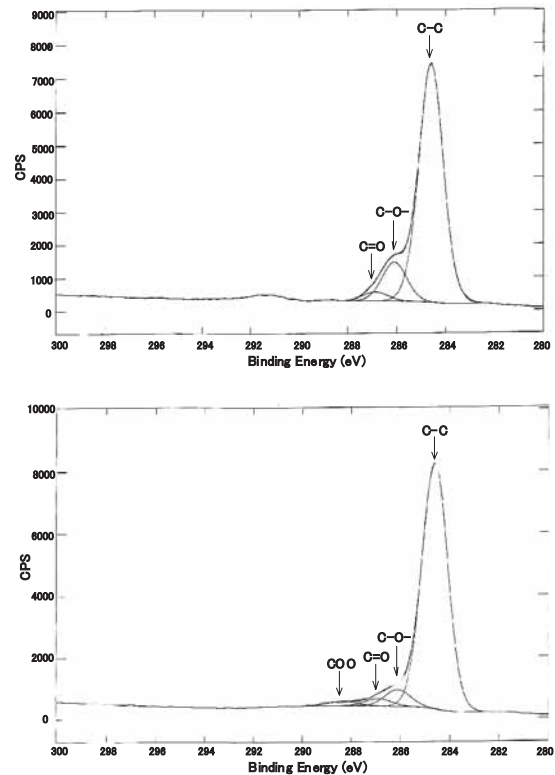 9000
C-C
8000
7000
6000
5000
4000
3000
C-O-
2000
C=O
1000
0
CPS
300 298 296 294 292 290 288 286 284 282 280
Binding Energy (eV)
10000
C-C
8000
6000
4000
C-O-
2000
COO C=O
0
CPS
300 298 296 294 292 290 288 286 284 282 280
Binding Energy (eV)